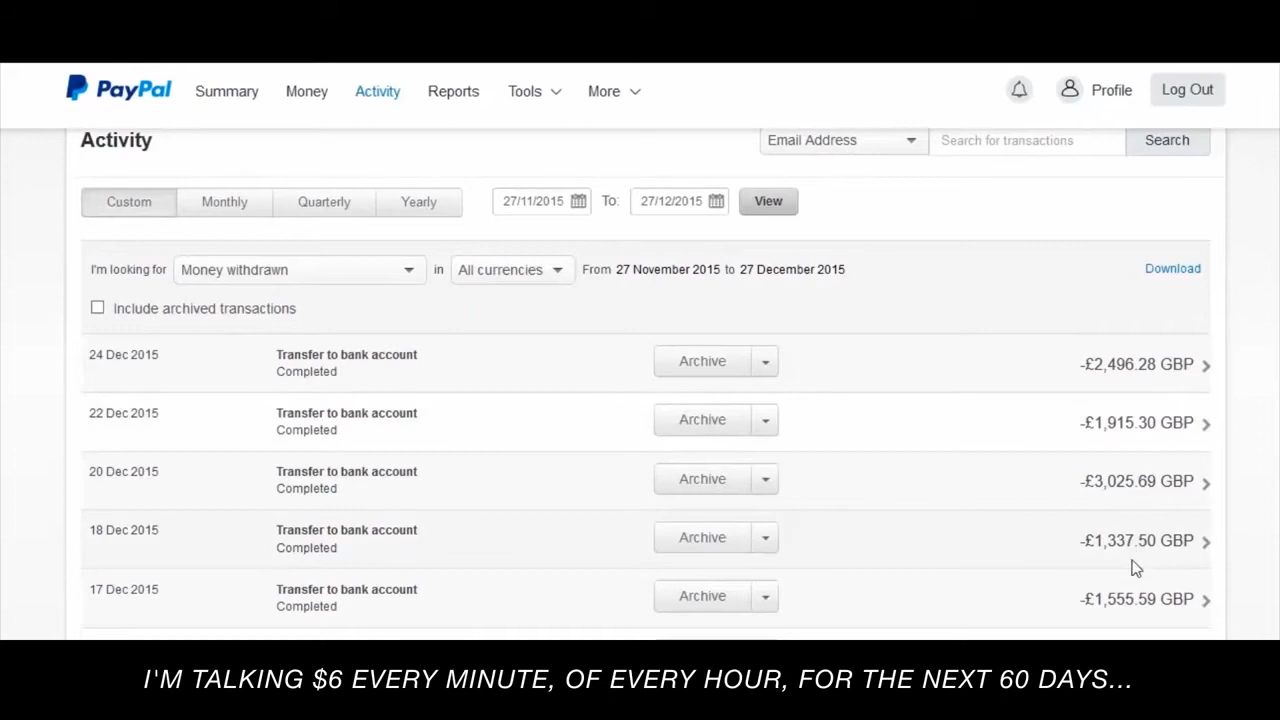 PayPal Summary Money Activity Reports Tools More Profile Log Out
Activity Email Address Search for transactions Search
Custom Monthly Quarterly Yearly 27/11/2015 To: 27/12/2015 View
I'm looking for Money withdrawn in All currencies From 27 November 2015 to 27 December 2015 Download
Include archived transactions
24 Dec 2015 Transfer to bank account Archive -£2,496.28 GBP
Completed
22 Dec 2015 Transfer to bank account Archive -£1,915.30 GBP
Completed
20 Dec 2015 Transfer to bank account Archive -£3,025.69 GBP
Completed
18 Dec 2015 Transfer to bank account Archive -£1,337.50 GBP
Completed
17 Dec 2015 Transfer to bank account Archive -£1,555.59 GBP
Completed
I'M TALKING $6 EVERY MINUTE, OF EVERY HOUR, FOR THE NEXT 60 DAYS...